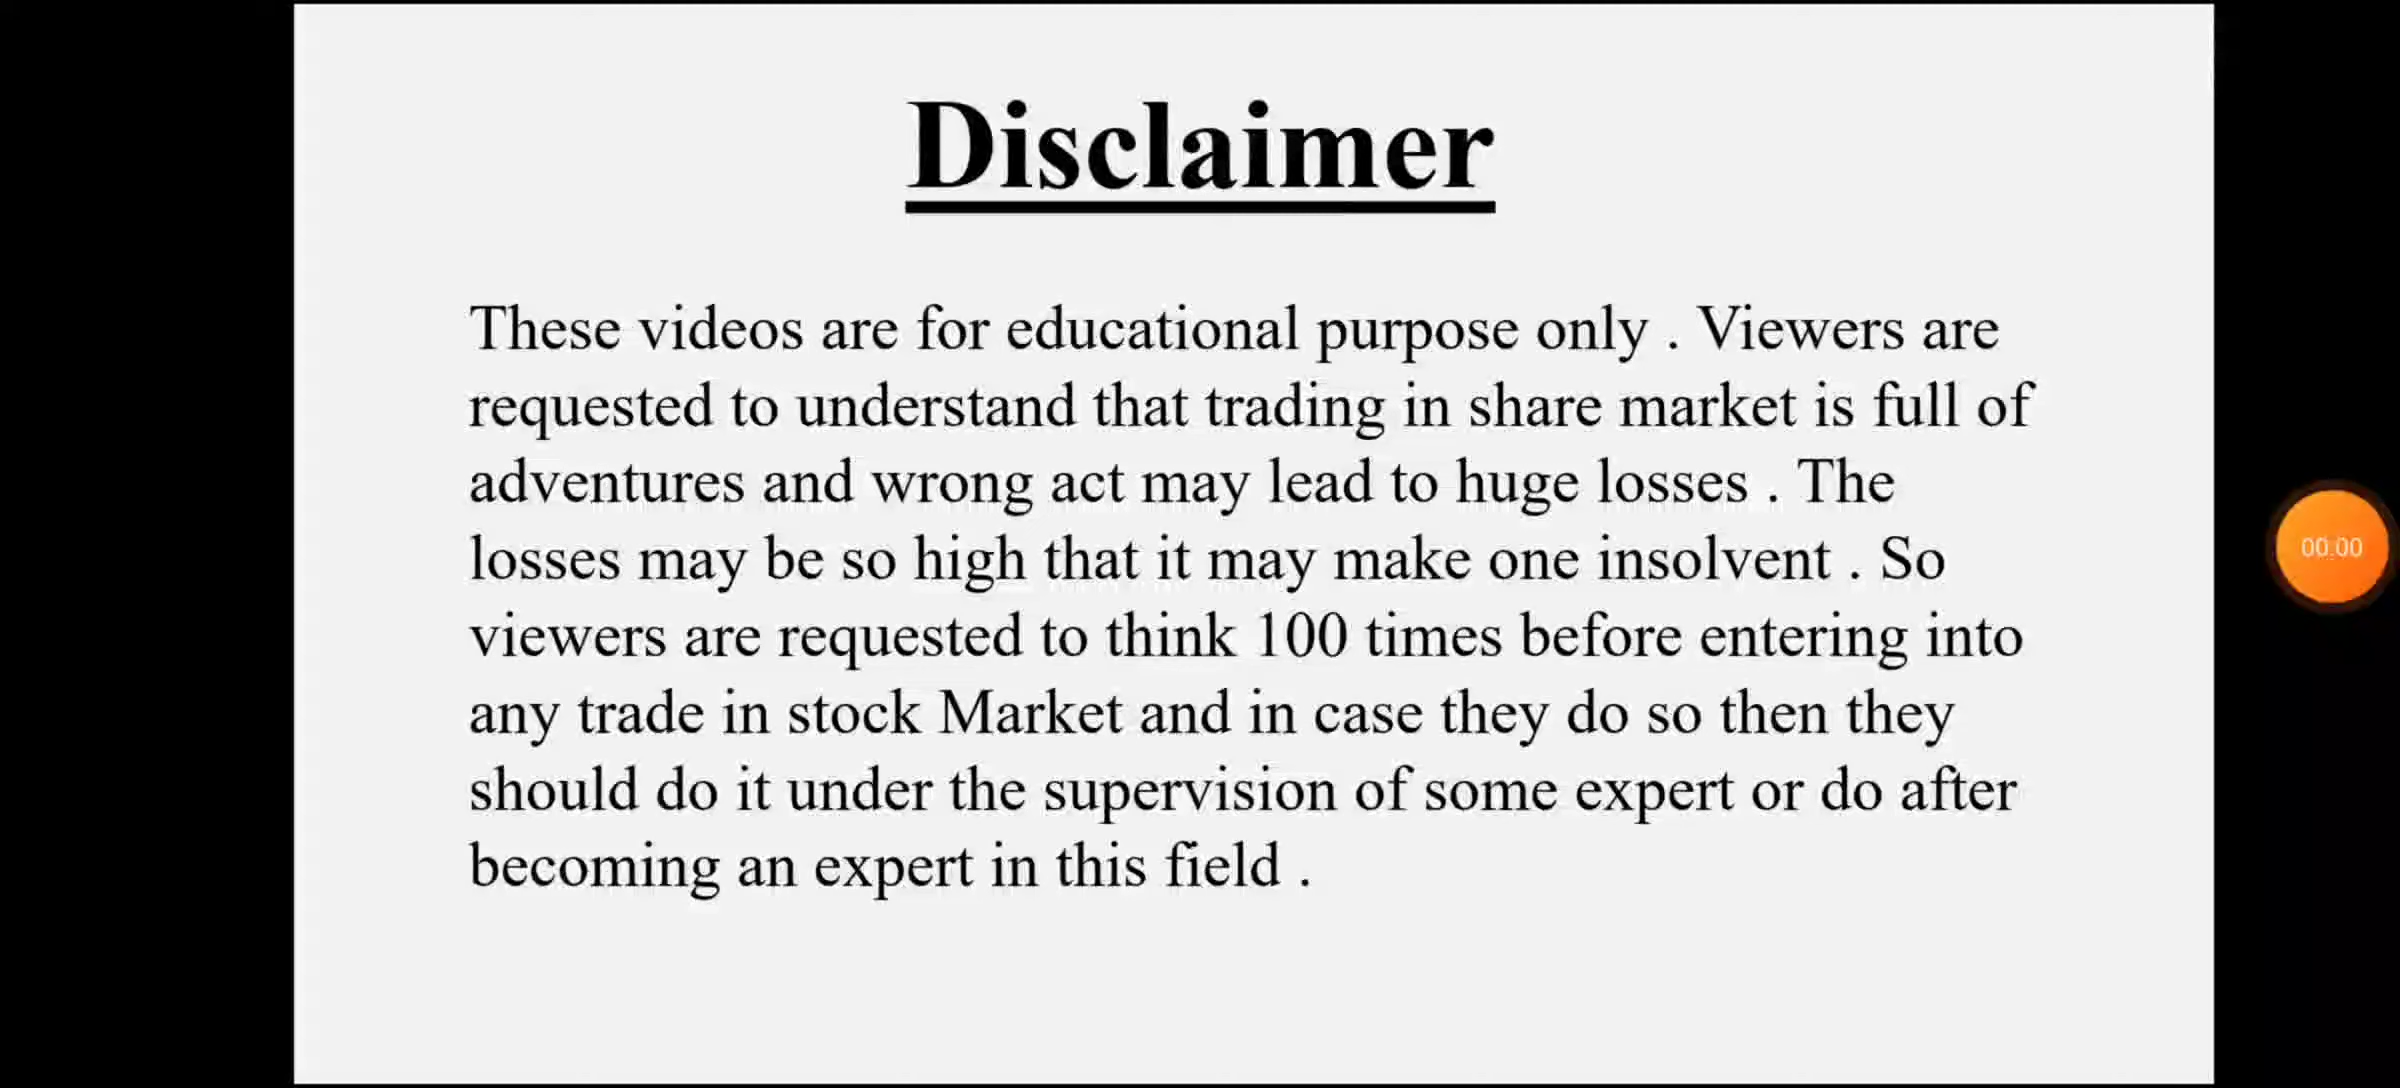 Disclaimer
These videos are for educational purpose only . Viewers are
requested to understand that trading in share market is full of
adventures and wrong act may lead to huge losses . The
losses may be so high that it may make one insolvent . So
viewers are requested to think 100 times before entering into
any trade in stock Market and in case they do so then they
should do it under the supervision of some expert or do after
becoming an expert in this field .
00:00